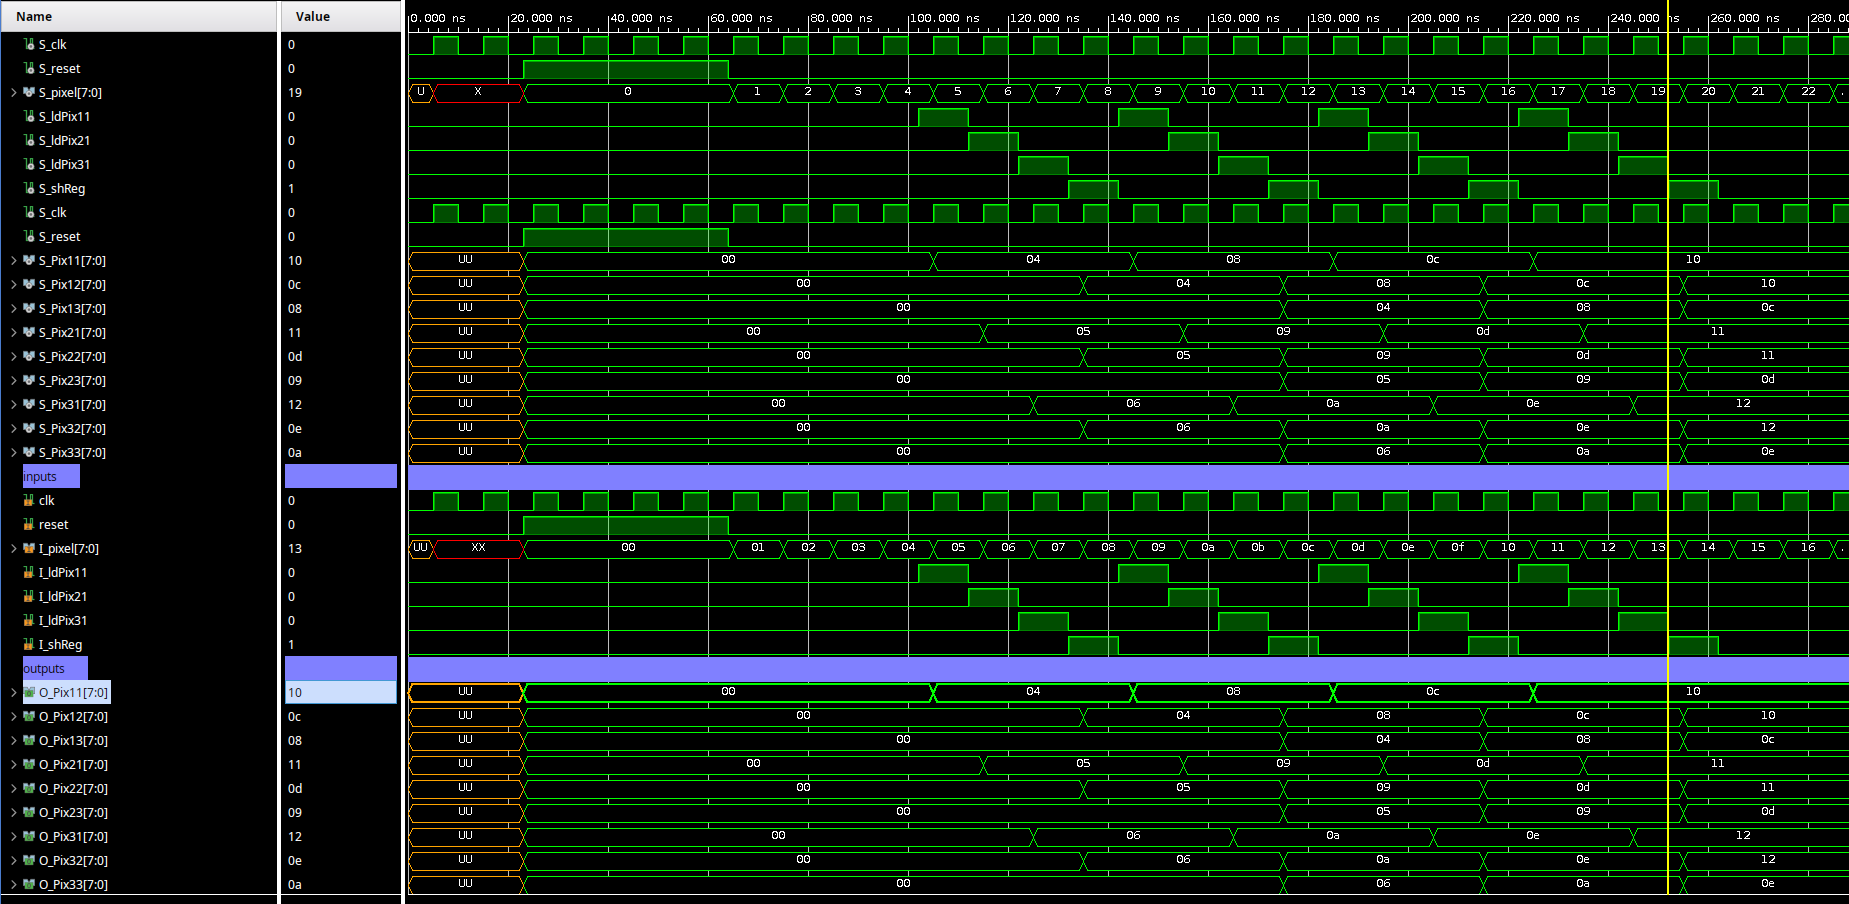 Name Value 0.000 ns 20.000 ns 40.000 ns 60.000 ns 80.000 ns 100.000 ns 120.000 ns 140.000 ns 160.000 ns 180.000 ns 200.000 ns 220.000 ns 240.000 ns 260.000 ns 280.0
S_clk 0
S_reset 0
S_pixel[7:0] 19 U X 0 1 2 3 4 5 6 7 8 9 10 11 12 13 14 15 16 17 18 19 20 21 22 .
S_ldPix11 0
S_ldPix21 0
S_ldPix31 0
S_shReg 1
S_clk 0
S_reset 0
S_Pix11[7:0] 10 UU 00 04 08 0c 10
S_Pix12[7:0] 0c UU 00 04 08 0c 10
S_Pix13[7:0] 08 UU 00 04 08 0c
S_Pix21[7:0] 11 UU 00 05 09 0d 11
S_Pix22[7:0] 0d UU 00 05 09 0d 11
S_Pix23[7:0] 09 UU 00 05 09 0d
S_Pix31[7:0] 12 UU 00 06 0a 0e 12
S_Pix32[7:0] 0e UU 00 06 0a 0e 12
S_Pix33[7:0] 0a UU 00 06 0a 0e
inputs
clk 0
reset 0
I_pixel[7:0] 13 UU XX 00 01 02 03 04 05 06 07 08 09 0a 0b 0c 0d 0e 0f 10 11 12 13 14 15 16 .
I_ldPix11 0
I_ldPix21 0
I_ldPix31 0
I_shReg 1
outputs
O_Pix11[7:0] 10 UU 00 04 08 0c 10
O_Pix12[7:0] 0c UU 00 04 08 0c 10
O_Pix13[7:0] 08 UU 00 04 08 0c
O_Pix21[7:0] 11 UU 00 05 09 0d 11
O_Pix22[7:0] 0d UU 00 05 09 0d 11
O_Pix23[7:0] 09 UU 00 05 09 0d
O_Pix31[7:0] 12 UU 00 06 0a 0e 12
O_Pix32[7:0] 0e UU 00 06 0a 0e 12
O_Pix33[7:0] 0a UU 00 06 0a 0e